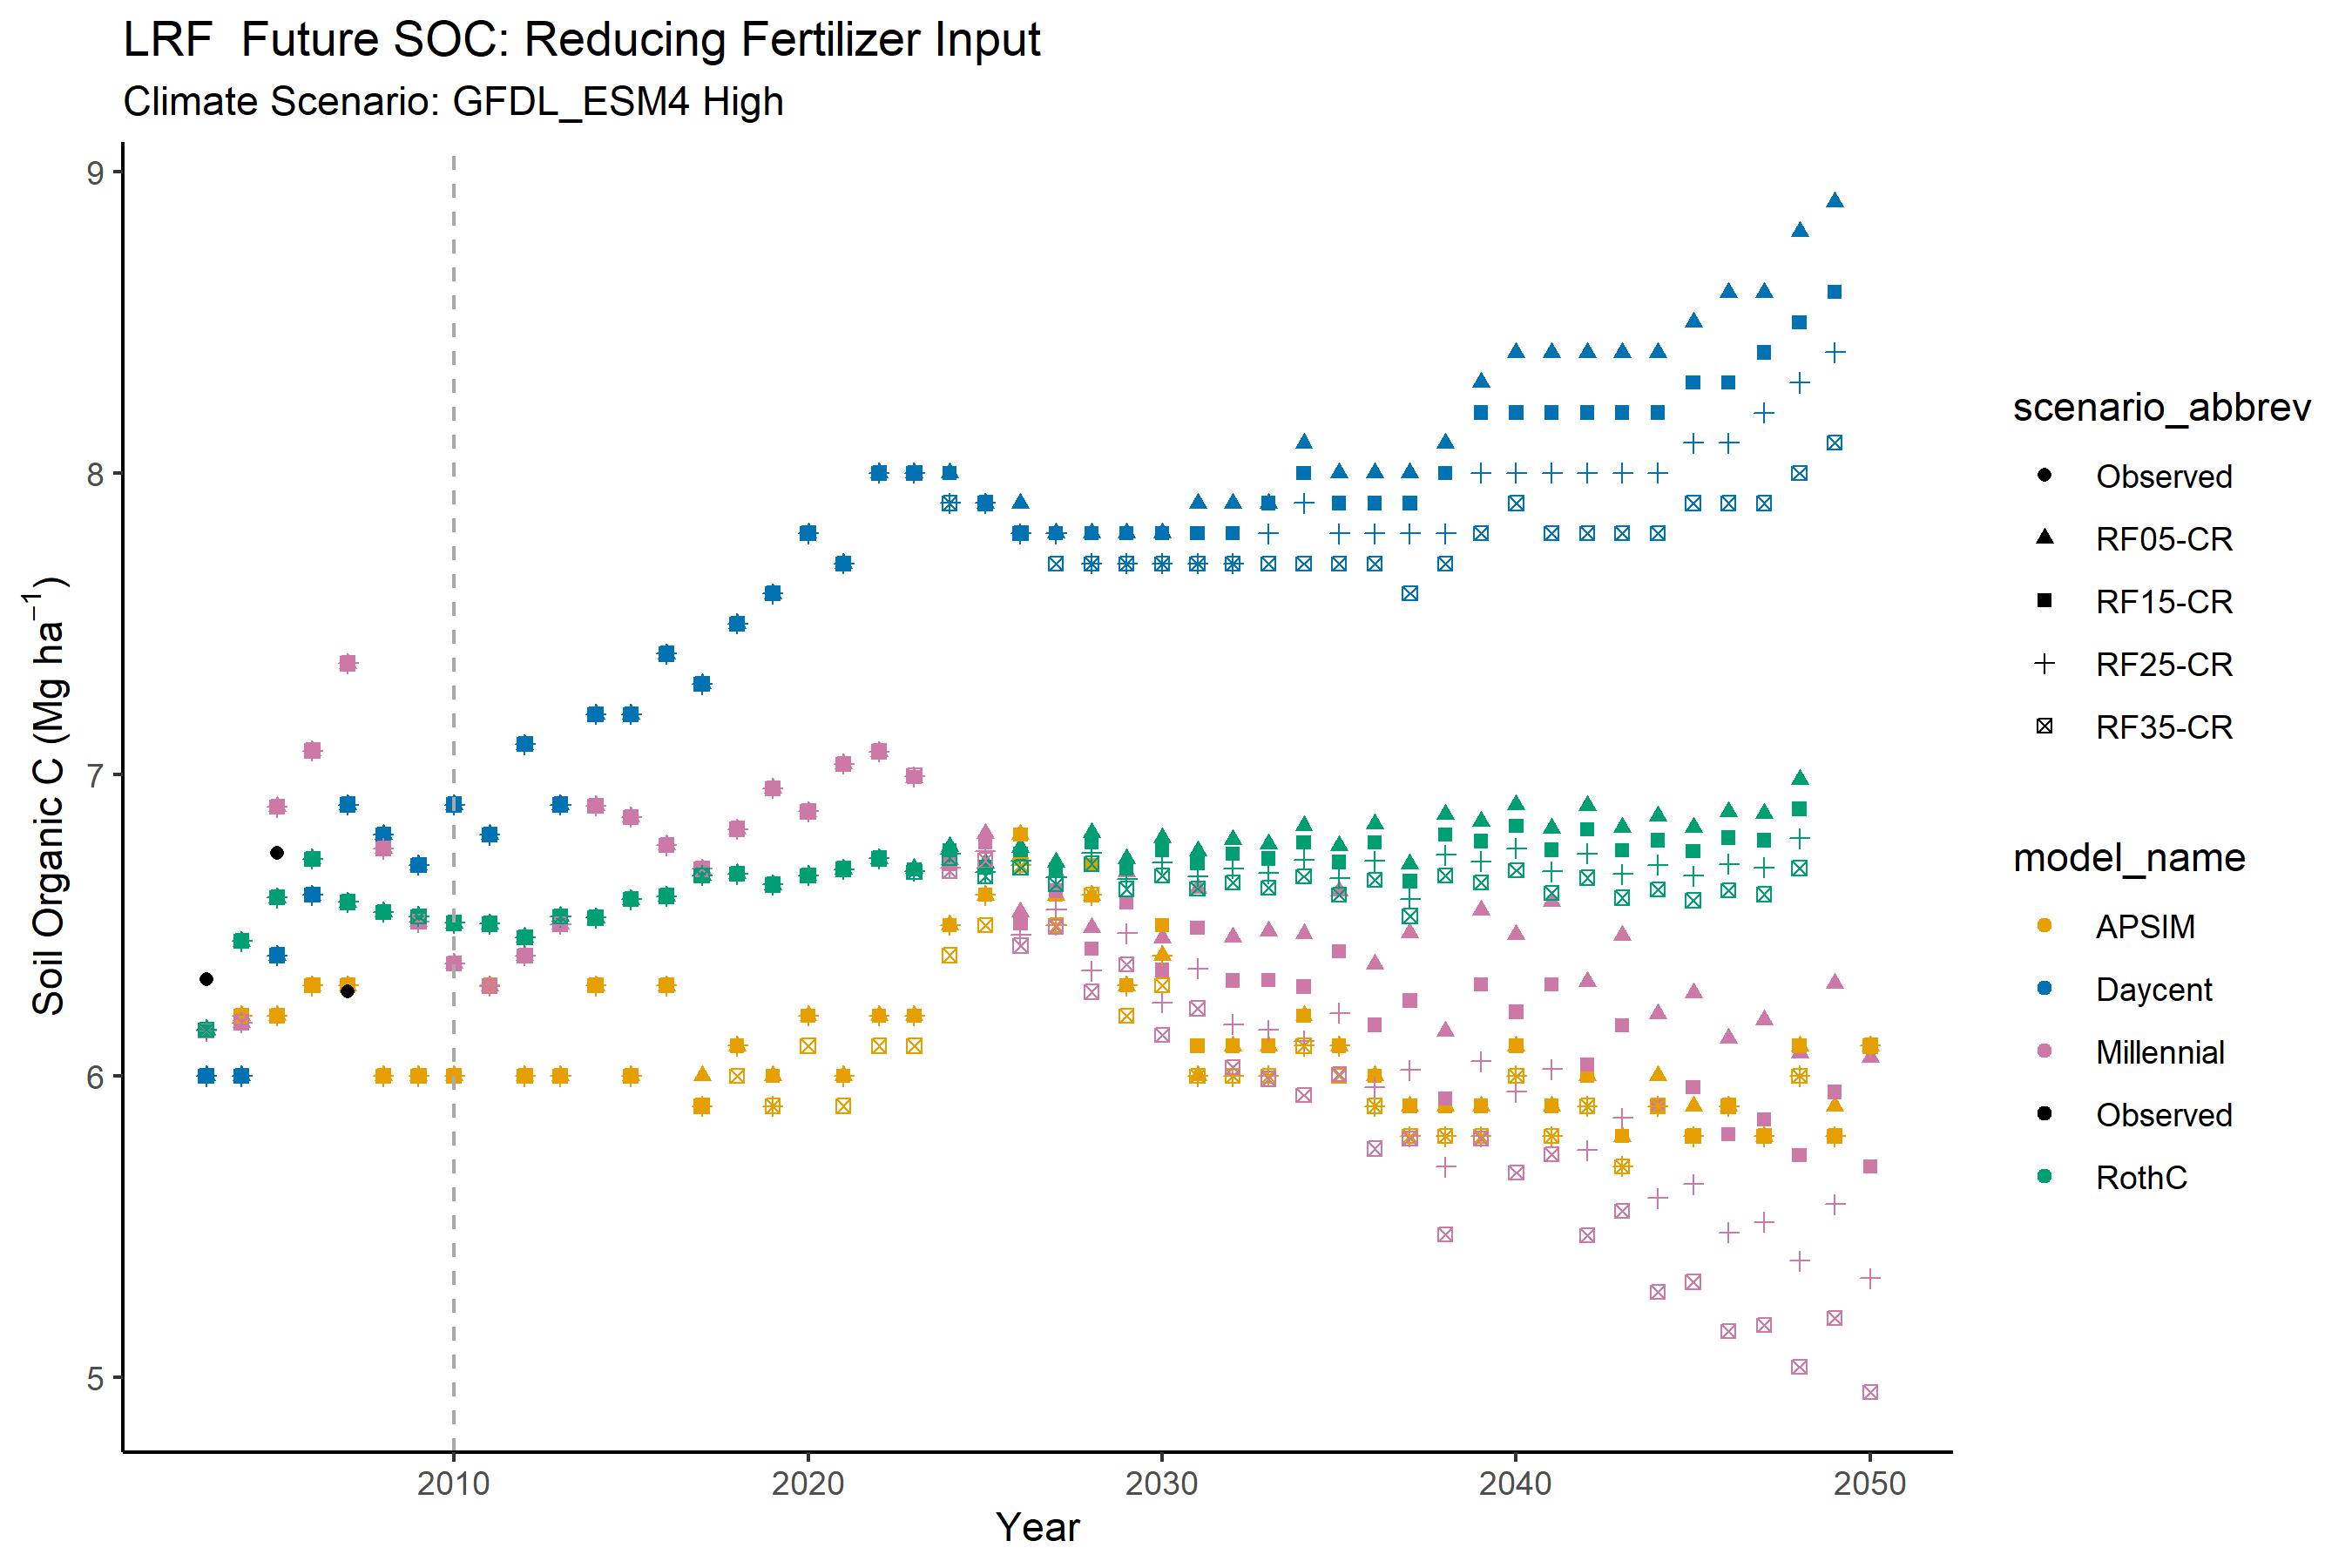 LRF  Future SOC: Reducing Fertilizer Input
Climate Scenario: GFDL_ESM4 High
Soil Organic C (Mg ha⁻¹)
9
8
7
6
5
2010
2020
2030
2040
2050
Year
scenario_abbrev
Observed
RF05-CR
RF15-CR
RF25-CR
RF35-CR
model_name
APSIM
Daycent
Millennial
Observed
RothC